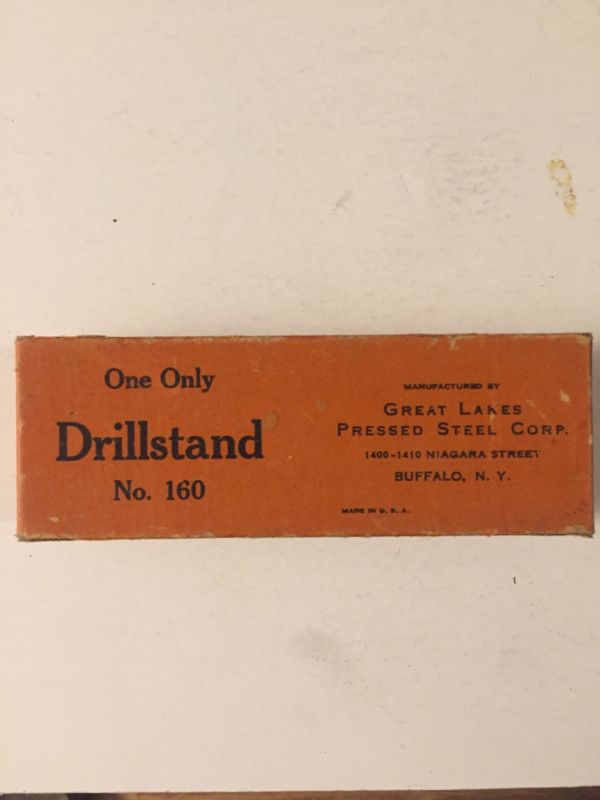 One Only
Drillstand
No. 160
MANUFACTURED BY
GREAT LAKES
PRESSED STEEL CORP.
1400-1410 NIAGARA STREET
BUFFALO, N. Y.
MADE IN U. S. A.